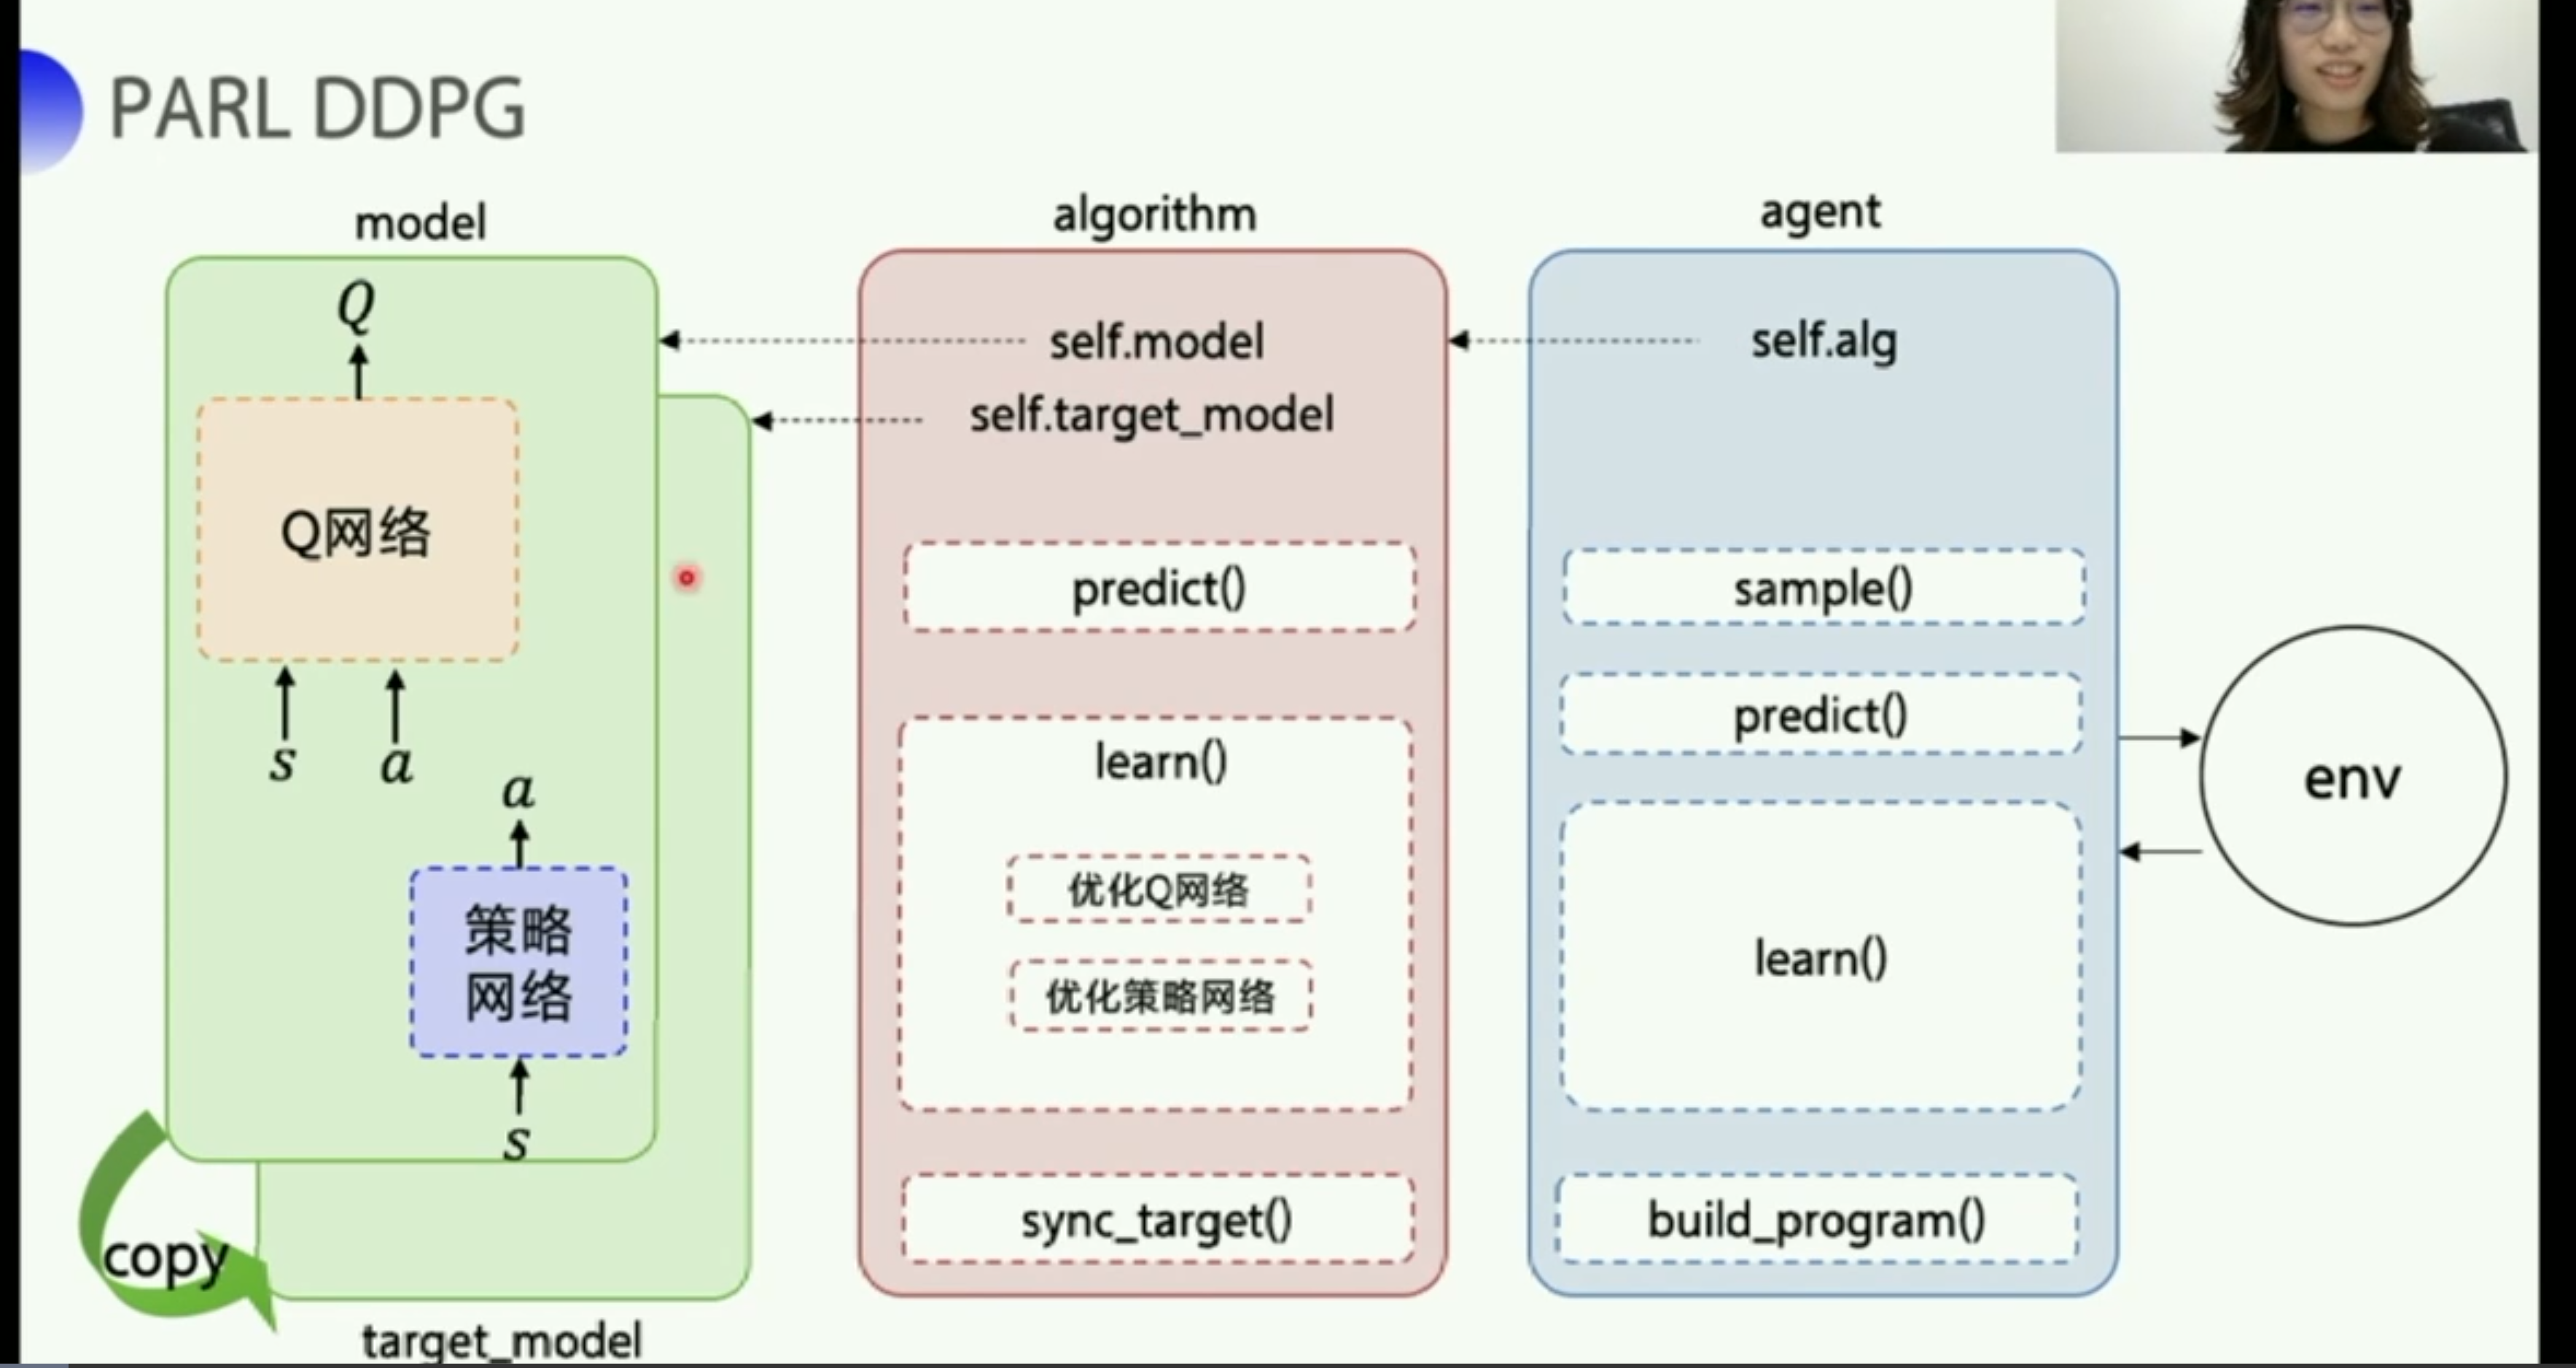 PARL DDPG
model
Q
Q网络
s a
a
策略
网络
s
copy
target_model
algorithm
self.model
self.target_model
predict()
learn()
优化Q网络
优化策略网络
sync_target()
agent
self.alg
sample()
predict()
learn()
build_program()
env